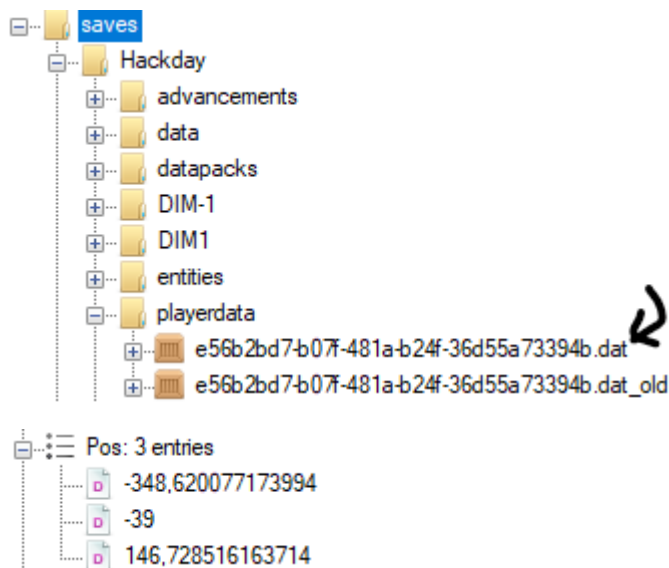 saves
Hackday
advancements
data
datapacks
DIM-1
DIM1
entities
playerdata
e56b2bd7-b07f-481a-b24f-36d55a73394b.dat
e56b2bd7-b07f-481a-b24f-36d55a73394b.dat_old
Pos: 3 entries
D -348,620077173994
D -39
D 146,728516163714